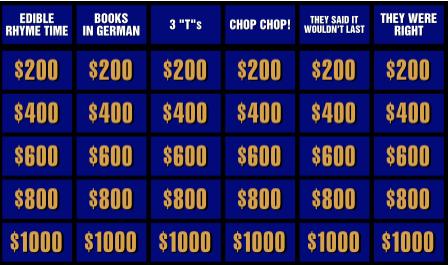 EDIBLE
RHYME TIME
BOOKS
IN GERMAN
3 "T"s
CHOP CHOP!
THEY SAID IT
WOULDN'T LAST
THEY WERE
RIGHT
$200 $200 $200 $200 $200 $200
$400 $400 $400 $400 $400 $400
$600 $600 $600 $600 $600 $600
$800 $800 $800 $800 $800 $800
$1000 $1000 $1000 $1000 $1000 $1000